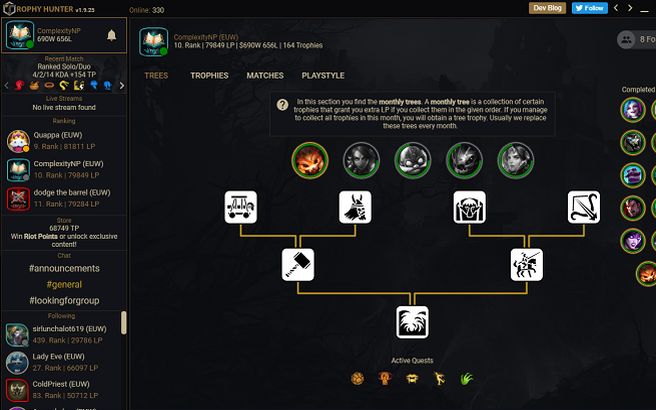 ROPHY HUNTER v1.9.25
Online: 330
Dev Blog
Follow
ComplexityNP
690W 656L
Recent Match
Ranked Solo/Duo
4/2/14 KDA +154 TP
Live Streams
No live stream found
Ranking
Quappa (EUW)
9. Rank | 81811 LP
ComplexityNP (EUW)
10. Rank | 79849 LP
dodge the barrel (EUW)
11. Rank | 79284 LP
Store
68749 TP
Win Riot Points or unlock exclusive
content!
Chat
#announcements
#general
#lookingforgroup
Following
sirlunchalot619 (EUW)
439. Rank | 29786 LP
Lady Eve (EUW)
27. Rank | 66097 LP
ColdPriest (EUW)
83. Rank | 50712 LP
ComplexityNP (EUW)
10. Rank | 79849 LP | 690W 656L | 164 Trophies
8 Fo
TREES
TROPHIES
MATCHES
PLAYSTYLE
In this section you find the monthly trees. A monthly tree is a collection of certain
trophies that grant you extra LP if you collect them in the given order. If you manage
to collect all trophies in this month, you will obtain a tree trophy. Usually we replace
these trees every month.
Completed
Active Quests